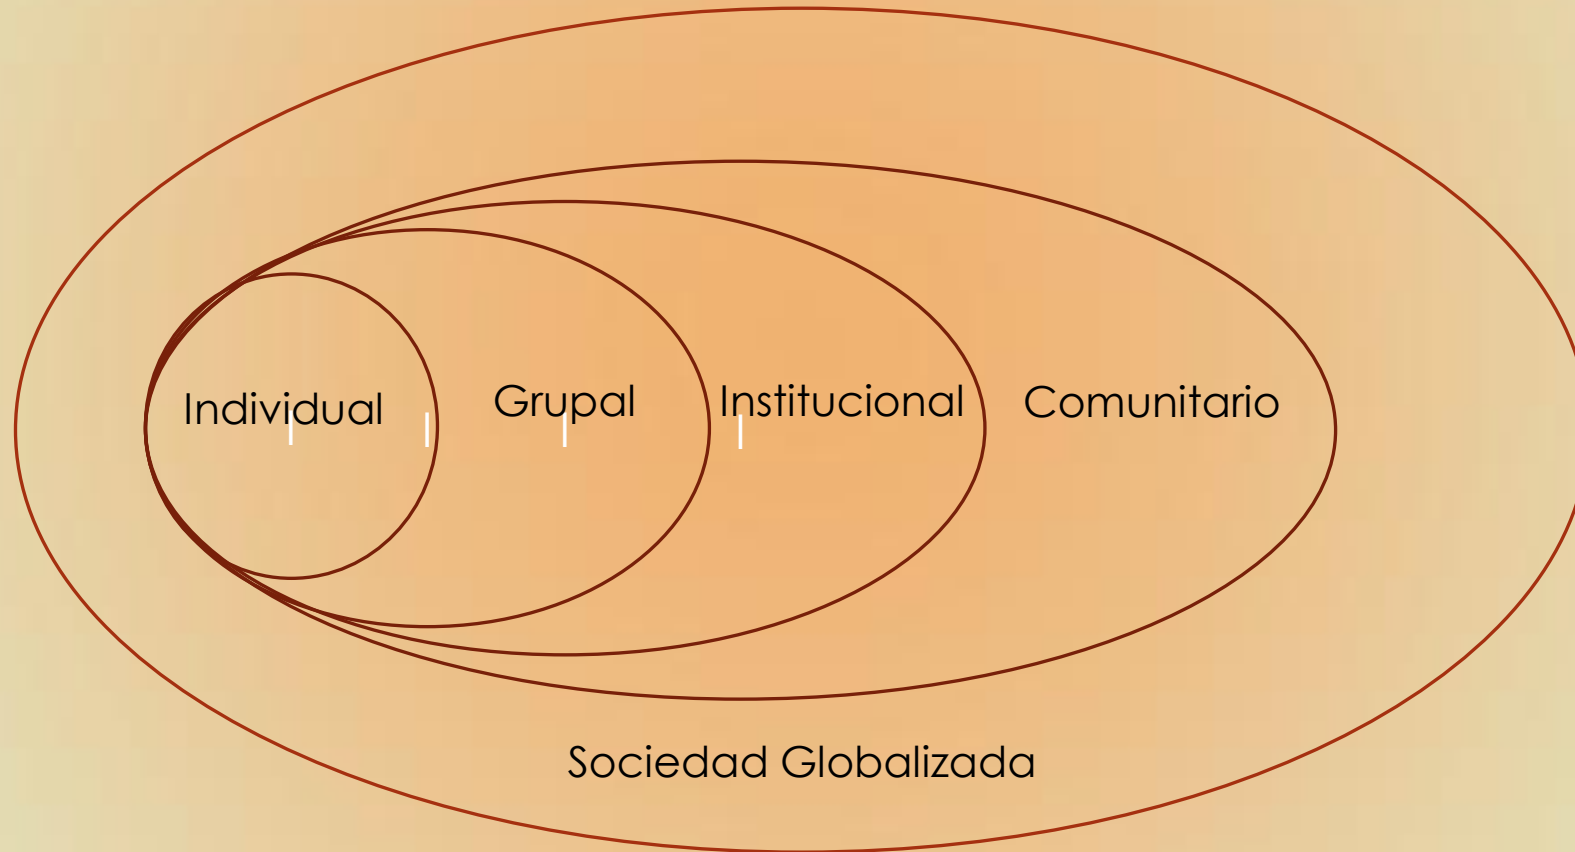 Individual
Grupal
Institucional
Comunitario
Sociedad Globalizada